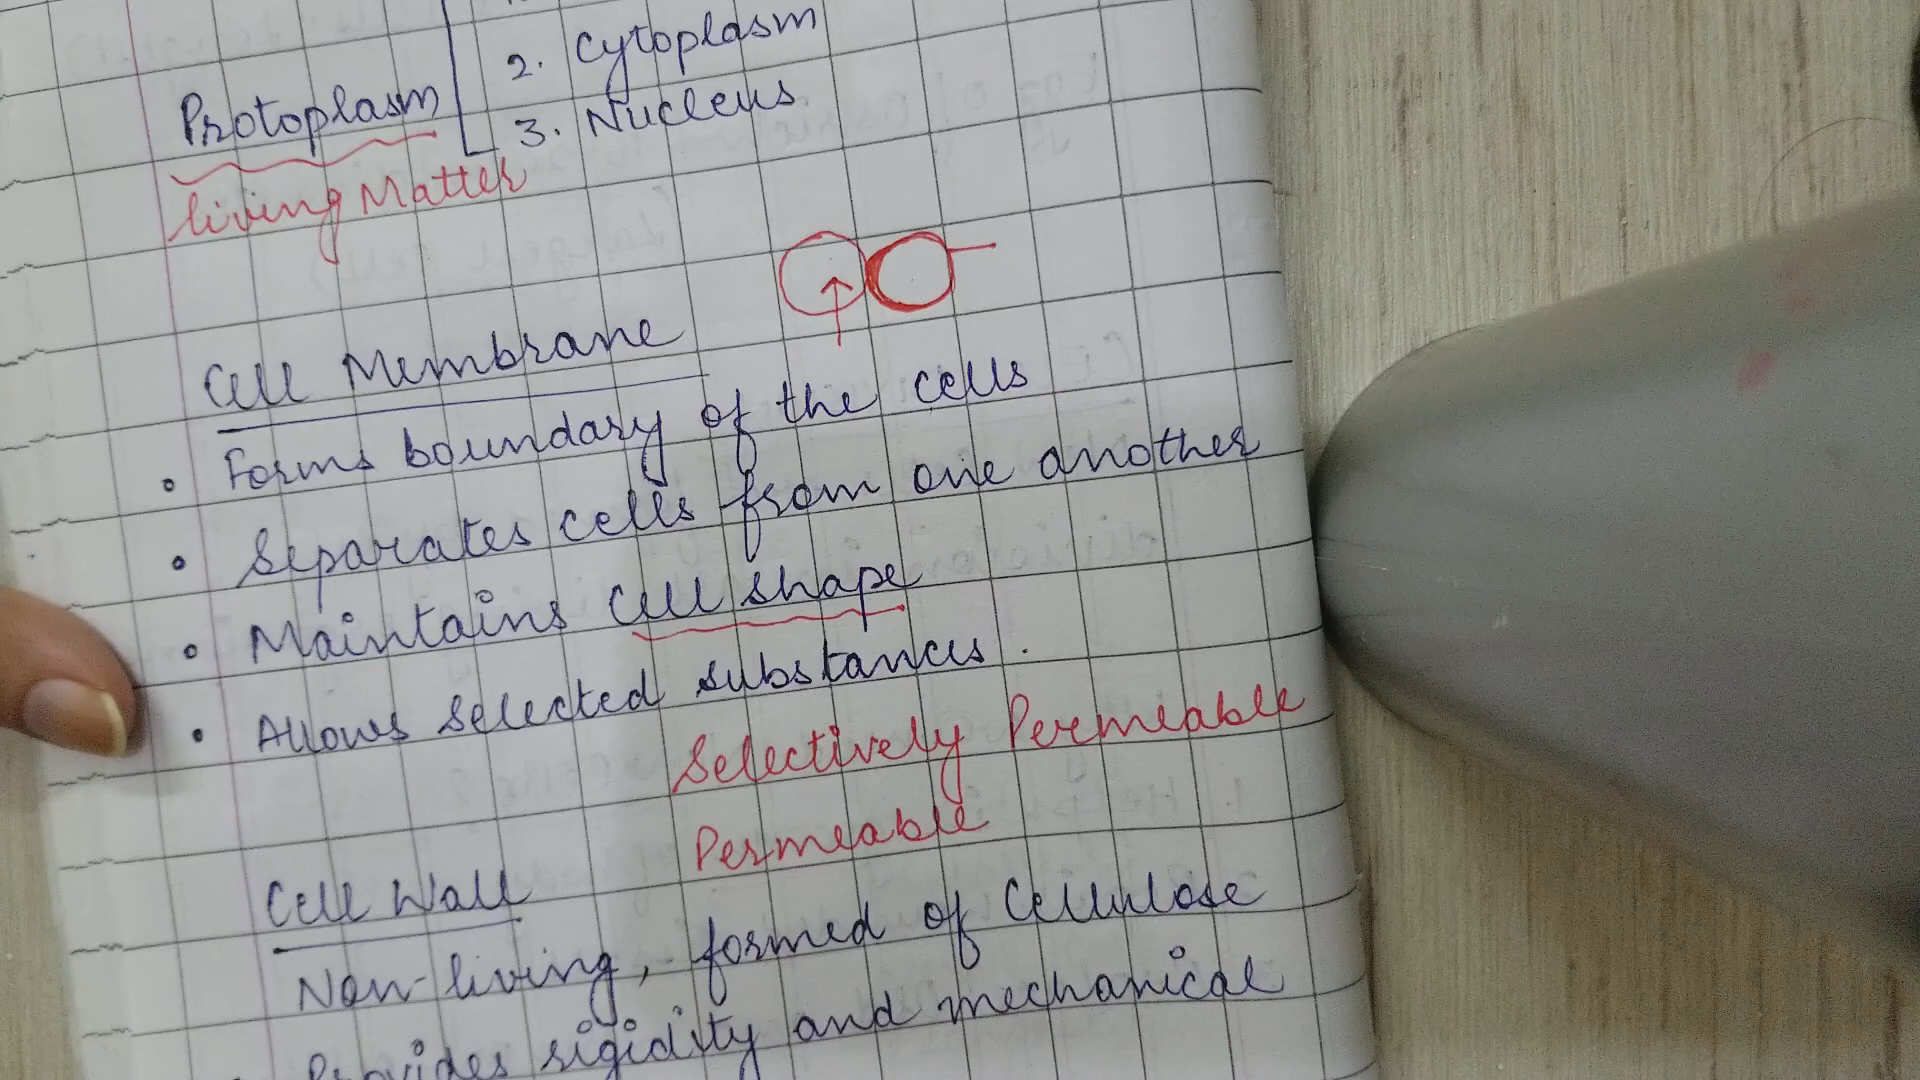 2. Cytoplasm
Protoplasm
3. Nucleus
living Matter
Cell Membrane
• Forms boundary of the cells
• Separates cells from one another
• Maintains Cell shape
• Allows selected substances.
Selectively Permeable
Permeable
Cell Wall
Non-living, formed of Cellulose
Provides rigidity and mechanical